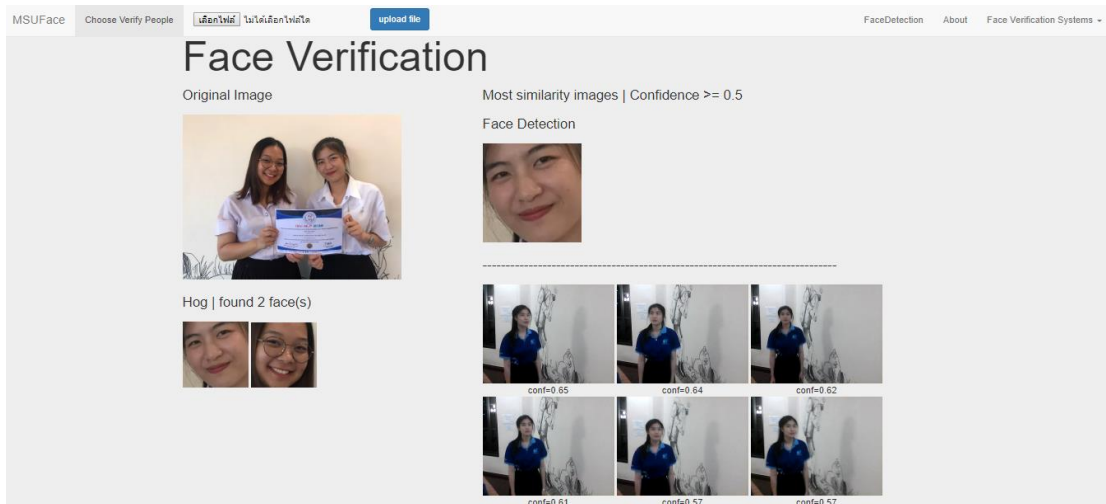 MSUFace Choose Verify People เลือกไฟล์ ไม่ได้เลือกไฟล์ใด upload file FaceDetection About Face Verification Systems
Face Verification
Original Image
Most similarity images | Confidence >= 0.5
Face Detection
Hog | found 2 face(s)
conf=0.65 conf=0.64 conf=0.62
conf=0.61 conf=0.57 conf=0.57